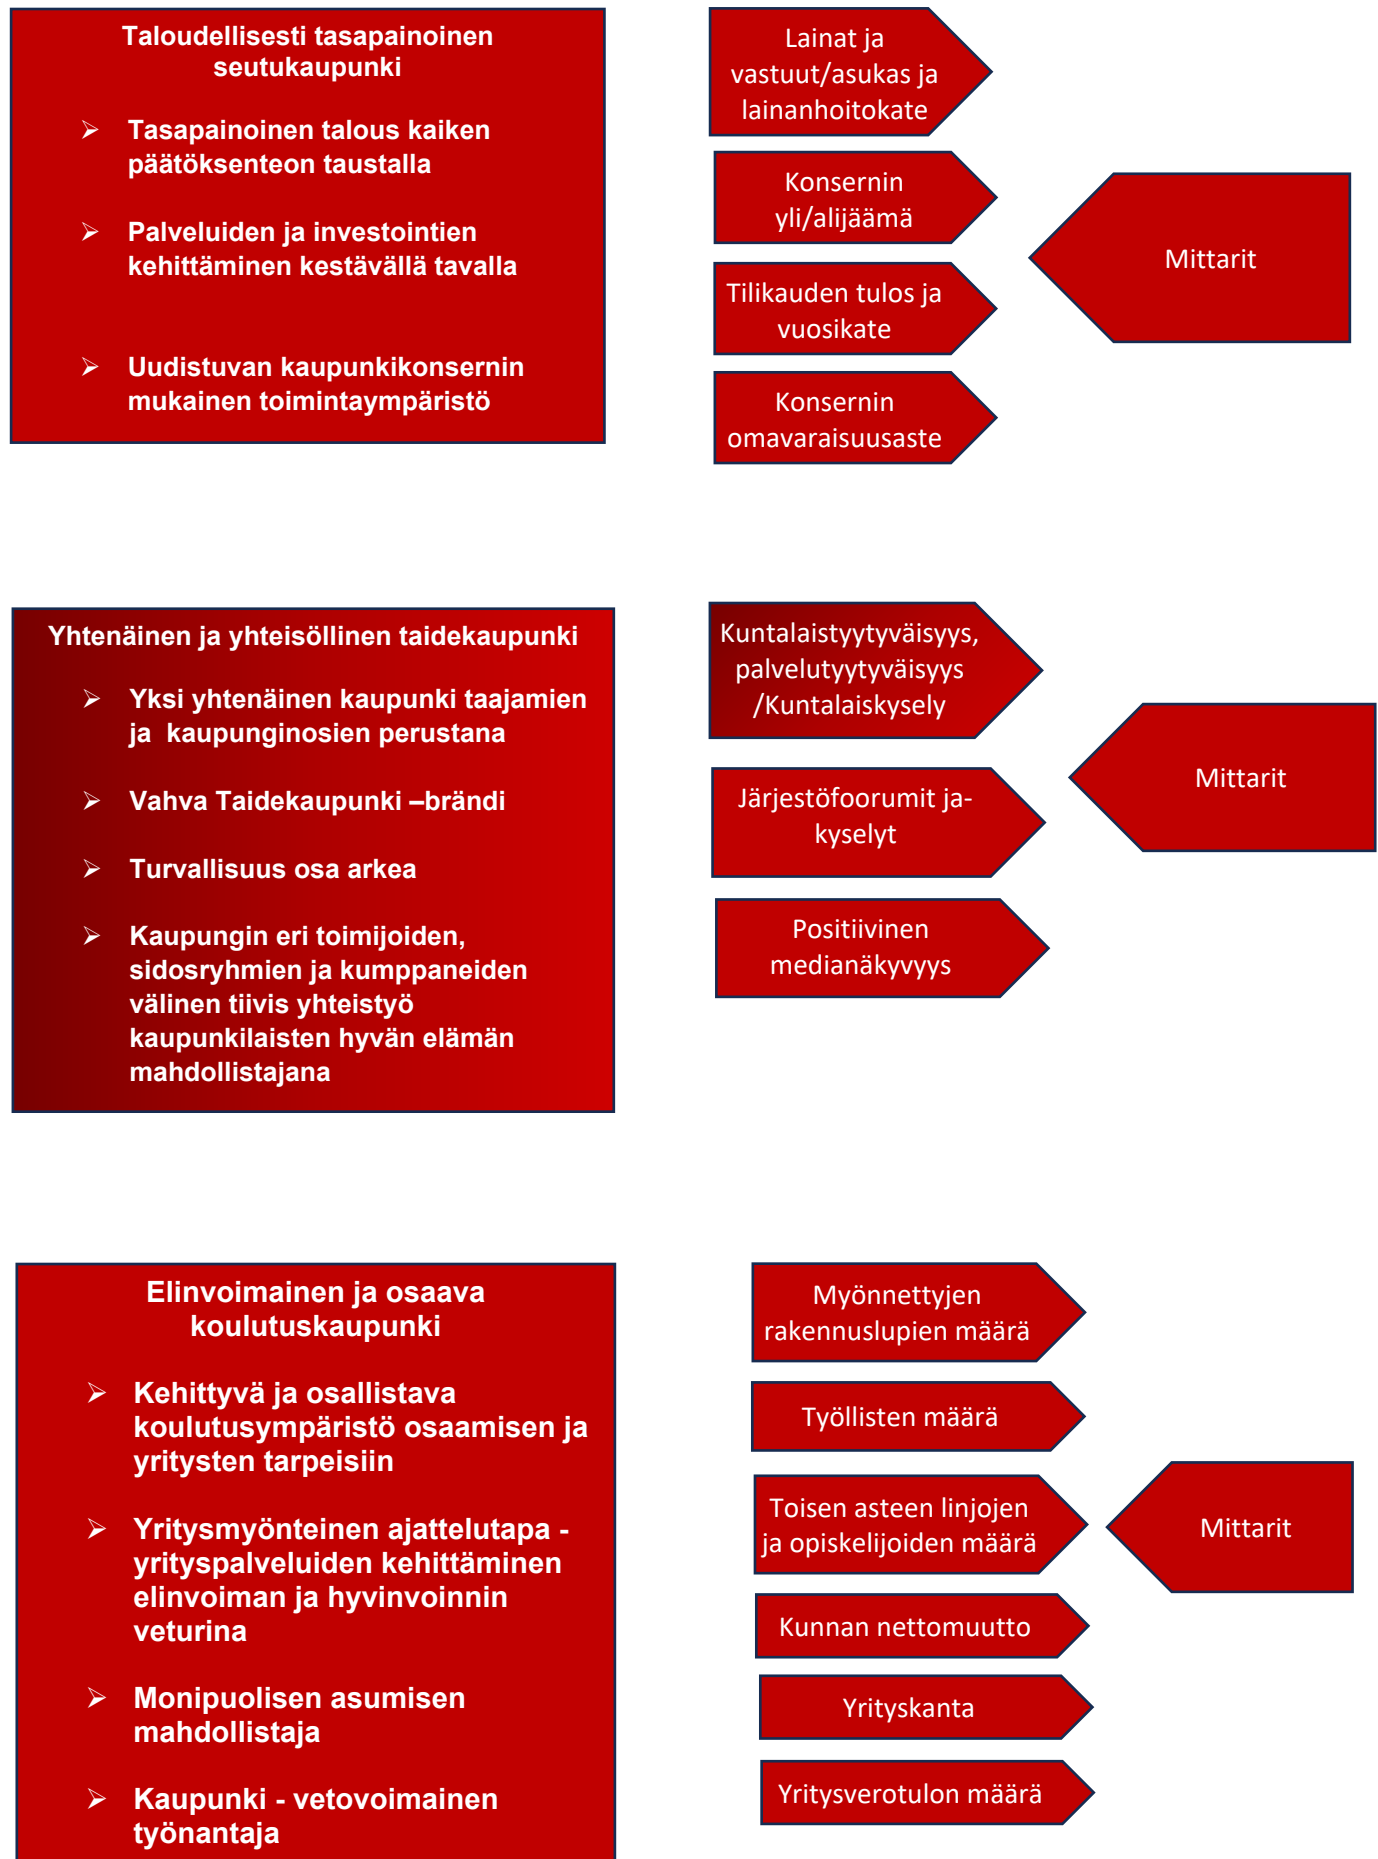 Taloudellisesti tasapainoinen
seutukaupunki
Tasapainoinen talous kaiken
päätöksenteon taustalla
Palveluiden ja investointien
kehittäminen kestävällä tavalla
Uudistuvan kaupunkikonsernin
mukainen toimintaympäristö
Lainat ja
vastuut/asukas ja
lainanhoitokate
Konsernin
yli/alijäämä
Tilikauden tulos ja
vuosikate
Konsernin
omavaraisuusaste
Mittarit
Yhtenäinen ja yhteisöllinen taidekaupunki
Yksi yhtenäinen kaupunki taajamien
ja kaupunginosien perustana
Vahva Taidekaupunki –brändi
Turvallisuus osa arkea
Kaupungin eri toimijoiden,
sidosryhmien ja kumppaneiden
välinen tiivis yhteistyö
kaupunkilaisten hyvän elämän
mahdollistajana
Kuntalaistyytyväisyys,
palvelutyytyväisyys
/Kuntalaiskysely
Järjestöfoorumit ja-
kyselyt
Positiivinen
medianäkyvyys
Mittarit
Elinvoimainen ja osaava
koulutuskaupunki
Kehittyvä ja osallistava
koulutusympäristö osaamisen ja
yritysten tarpeisiin
Yritysmyönteinen ajattelutapa -
yrityspalveluiden kehittäminen
elinvoiman ja hyvinvoinnin
veturina
Monipuolisen asumisen
mahdollistaja
Kaupunki - vetovoimainen
työnantaja
Myönnettyjen
rakennuslupien määrä
Työllisten määrä
Toisen asteen linjojen
ja opiskelijoiden määrä
Kunnan nettomuutto
Yrityskanta
Yritysverotulon määrä
Mittarit